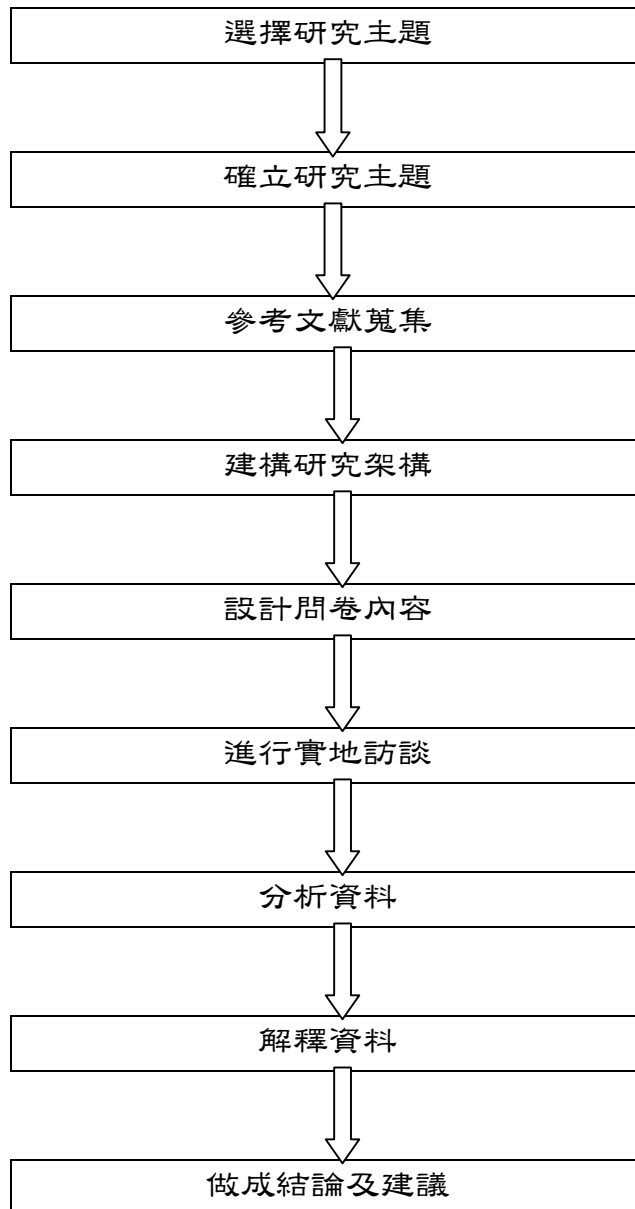 選擇研究主題
確立研究主題
參考文獻蒐集
建構研究架構
設計問卷內容
進行實地訪談
分析資料
解釋資料
做成結論及建議